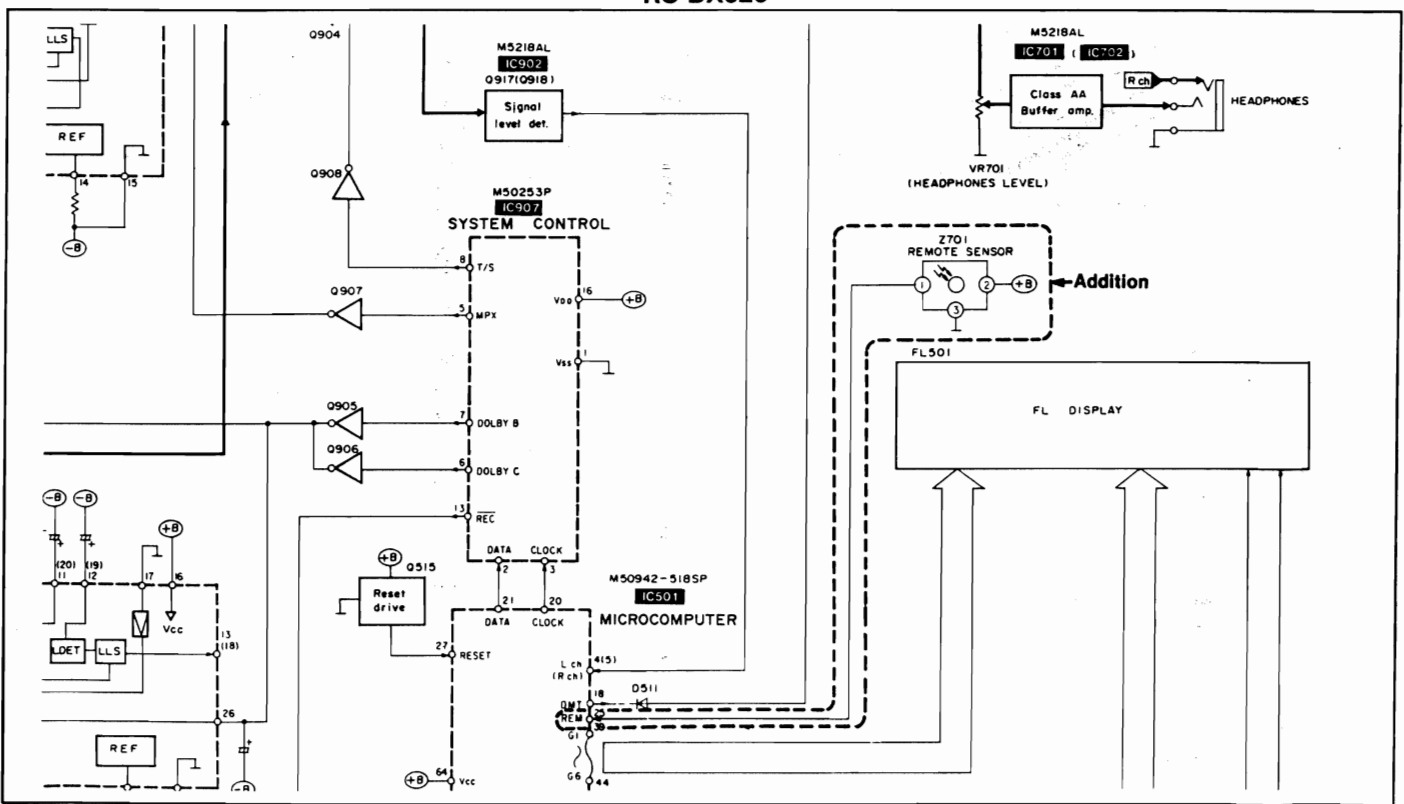 Q904
LLS
M5218AL
IC902
Q917(Q918)
Signal
level det.
M5218AL
IC701 ( IC702 )
R ch
Class AA
Buffer amp.
HEADPHONES
VR701
(HEADPHONES LEVEL)
REF
14
15
-B
Q908
M50253P
IC907
SYSTEM CONTROL
8
T/S
Q907
5
MPX
16
VDD
+B
1
Vss
Z701
REMOTE SENSOR
1
2
+B
3
Addition
FL501
FL DISPLAY
Q905
7
DOLBY B
Q906
6
DOLBY C
13
REC
DATA
CLOCK
2
3
-B
-B
+B
(20)
(19)
11
12
17
16
Vcc
LDET
LLS
13
(18)
26
REF
+B
Q515
Reset
drive
M50942-518SP
IC501
MICROCOMPUTER
21
20
DATA
CLOCK
27
RESET
L ch
(R ch)
4(5)
18
D511
DMT
REM
25
39
G1
G6
44
+B
64
Vcc
-B